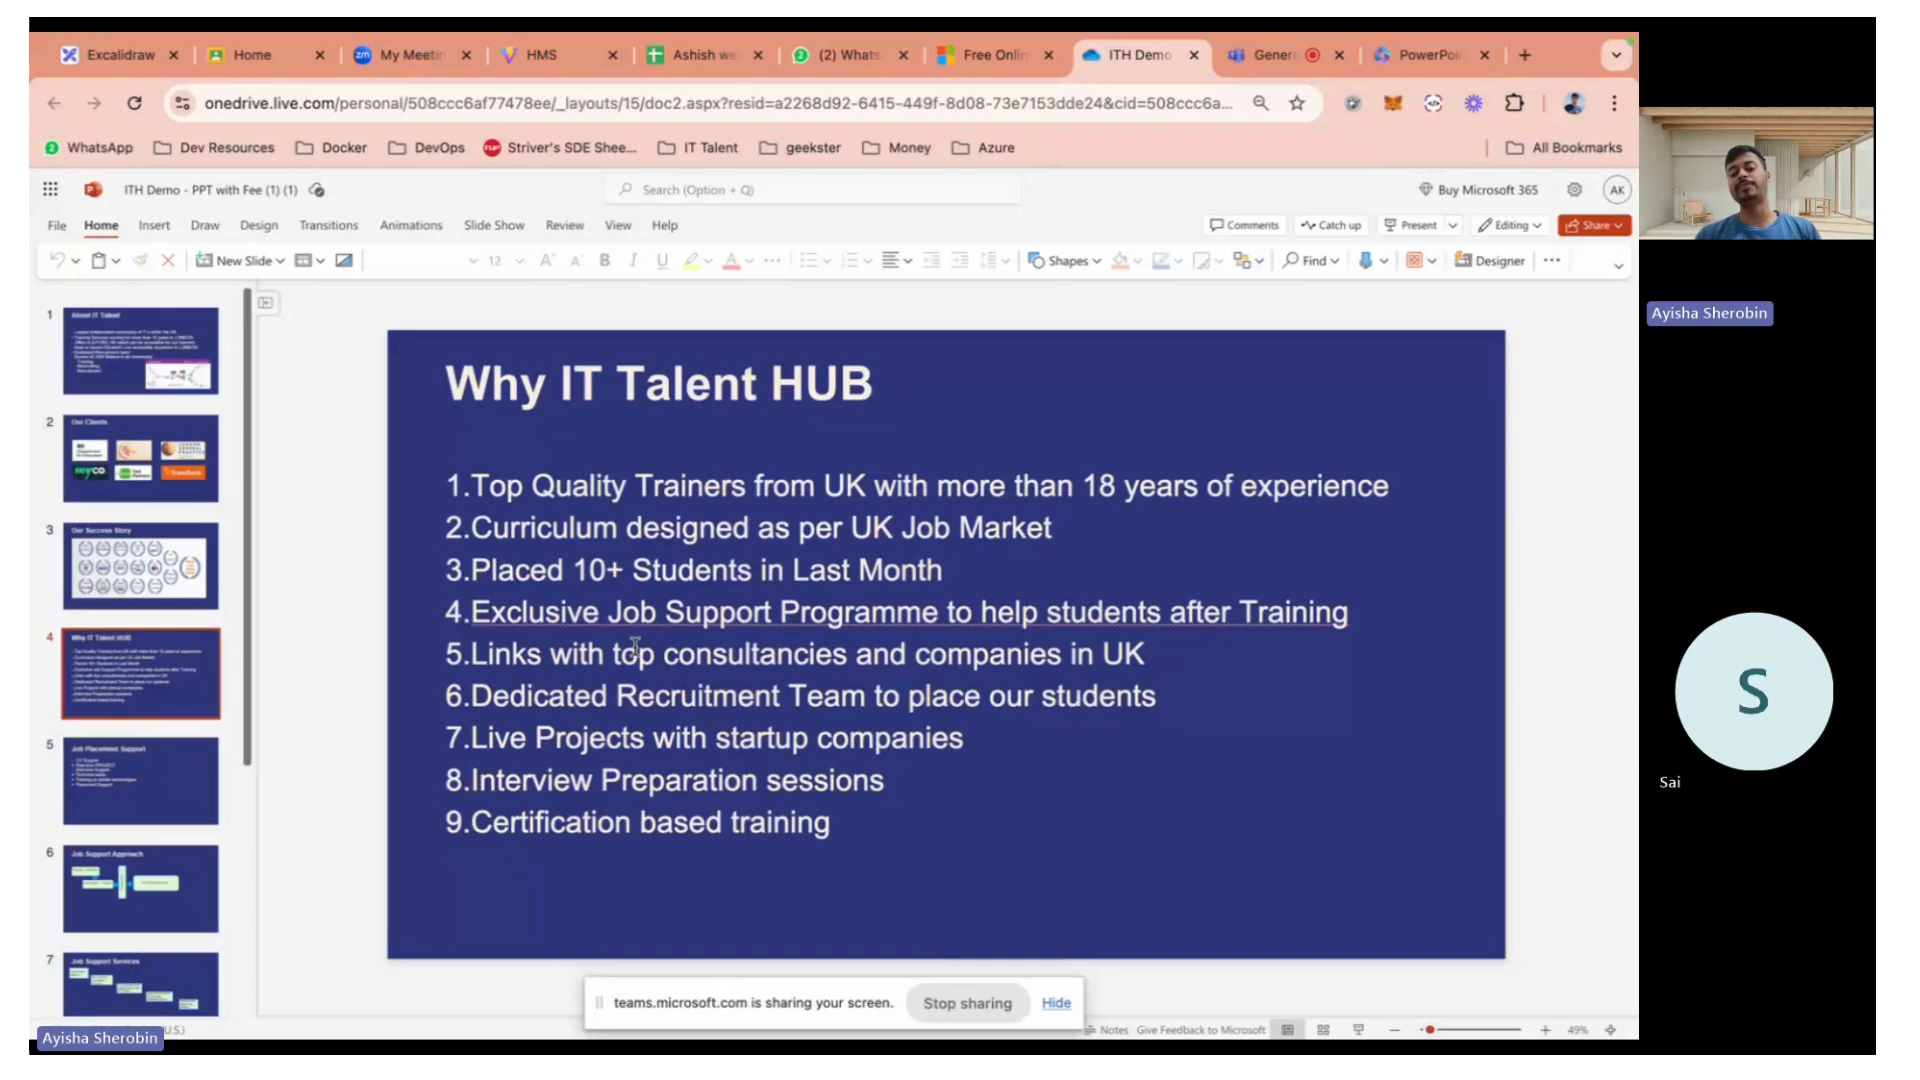 Excalidraw
Home
My Meetin
HMS
Ashish we
(2) Whats
Free Onlin
ITH Demo
Gener
PowerPoi
onedrive.live.com/personal/508ccc6af77478ee/_layouts/15/doc2.aspx?resid=a2268d92-6415-449f-8d08-73e7153dde24&cid=508ccc6a...
WhatsApp
Dev Resources
Docker
DevOps
Striver's SDE Shee...
IT Talent
geekster
Money
Azure
All Bookmarks
ITH Demo - PPT with Fee (1) (1)
Search (Option + Q)
Buy Microsoft 365
AK
File Home Insert Draw Design Transitions Animations Slide Show Review View Help
Comments
Catch up
Present
Editing
Share
New Slide
12
B I U
Shapes
Find
Designer
1
About IT Talent
2
Our Clients
3
Our Success Story
4
Why IT Talent HUB
5
Job Placement Support
6
Job Support Approach
7
Job Support Services
Why IT Talent HUB
1.Top Quality Trainers from UK with more than 18 years of experience
2.Curriculum designed as per UK Job Market
3.Placed 10+ Students in Last Month
4.Exclusive Job Support Programme to help students after Training
5.Links with top consultancies and companies in UK
6.Dedicated Recruitment Team to place our students
7.Live Projects with startup companies
8.Interview Preparation sessions
9.Certification based training
teams.microsoft.com is sharing your screen.
Stop sharing
Hide
Notes
Give Feedback to Microsoft
49%
Ayisha Sherobin
U.S.)
Ayisha Sherobin
S
Sai